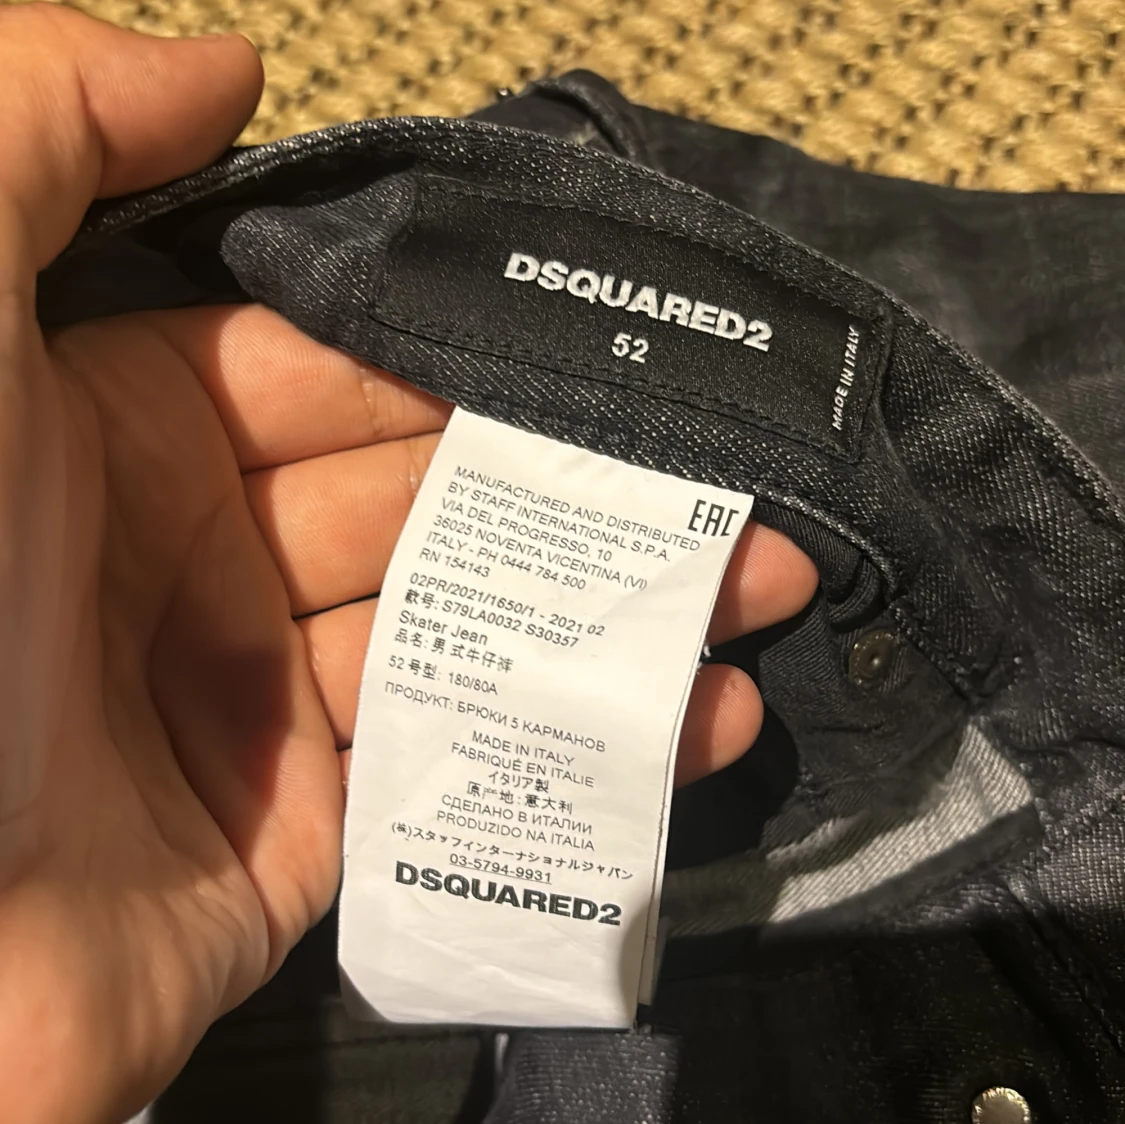 DSQUARED2
52
MADE IN ITALY
EAC
MANUFACTURED AND DISTRIBUTED
BY STAFF INTERNATIONAL S.P.A.
VIA DEL PROGRESSO, 10
36025 NOVENTA VICENTINA (VI)
ITALY - PH 0444 784 500
RN 154143
02PR/2021/1650/1 - 2021 02
款号: S79LA0032 S30357
Skater Jean
品名: 男式牛仔裤
52 号型: 180/80A
ПРОДУКТ: БРЮКИ 5 КАРМАНОВ
MADE IN ITALY
FABRIQUÉ EN ITALIE
イタリア製
原产地: 意大利
СДЕЛАНО В ИТАЛИИ
PRODUZIDO NA ITALIA
(株)スタッフインターナショナルジャパン
03-5794-9931
DSQUARED2